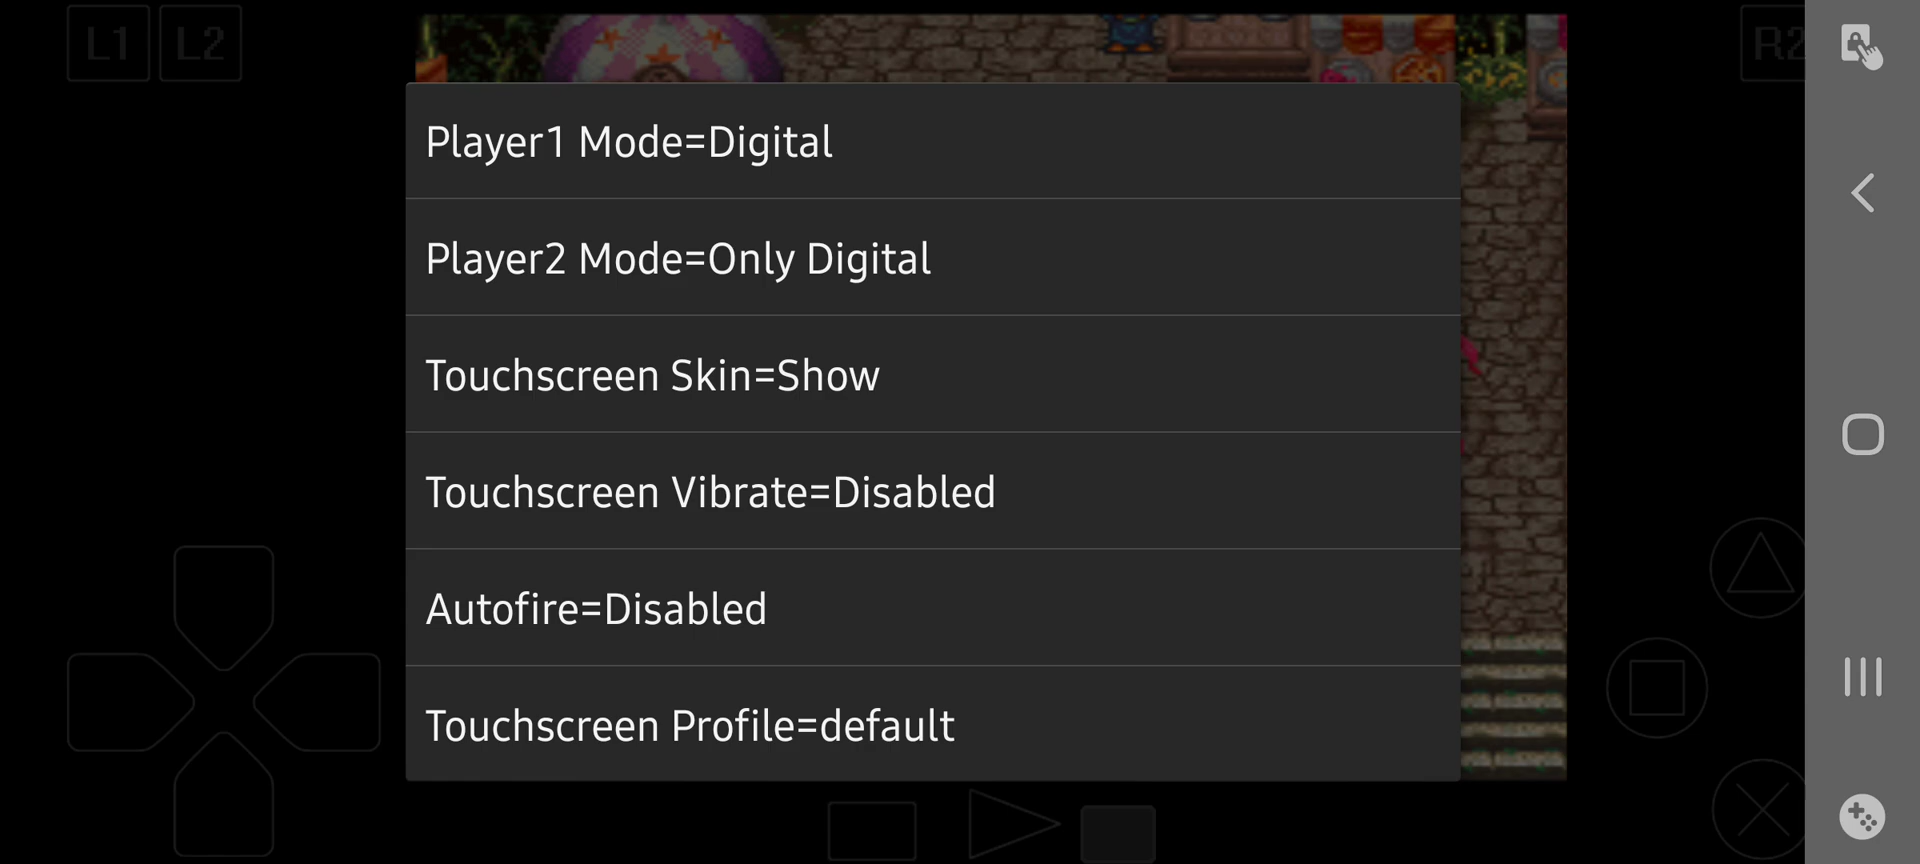 L1 L2 R2
Player1 Mode=Digital
Player2 Mode=Only Digital
Touchscreen Skin=Show
Touchscreen Vibrate=Disabled
Autofire=Disabled
Touchscreen Profile=default